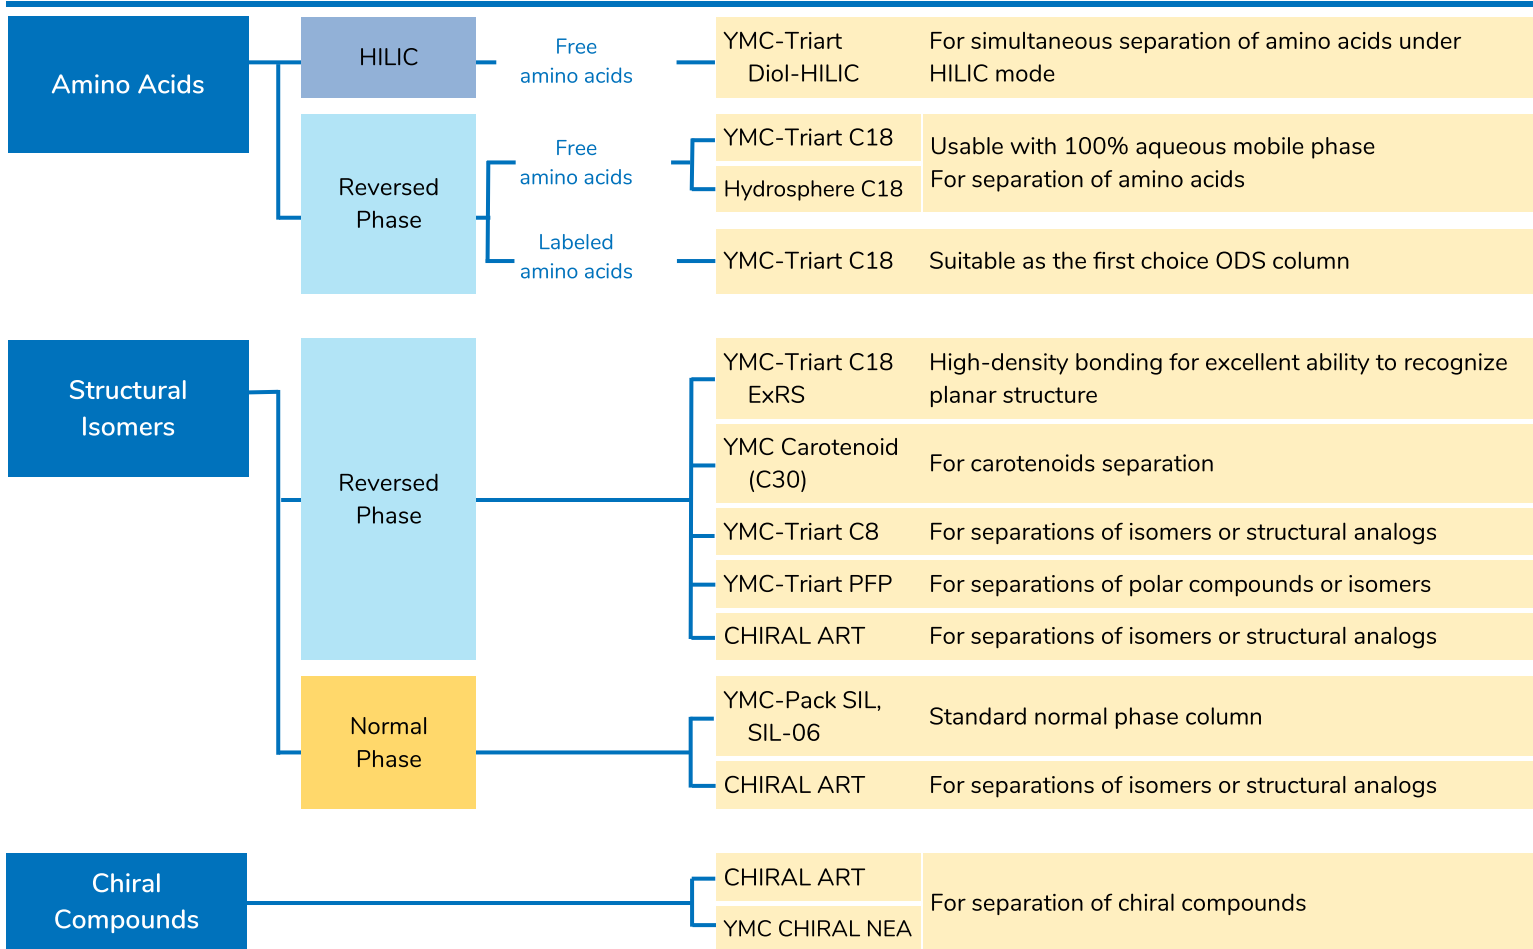 Amino Acids
HILIC
Free
amino acids
YMC-Triart
Diol-HILIC
For simultaneous separation of amino acids under
HILIC mode
Reversed
Phase
Free
amino acids
YMC-Triart C18
Hydrosphere C18
Usable with 100% aqueous mobile phase
For separation of amino acids
Labeled
amino acids
YMC-Triart C18
Suitable as the first choice ODS column
Structural
Isomers
Reversed
Phase
YMC-Triart C18
ExRS
High-density bonding for excellent ability to recognize
planar structure
YMC Carotenoid
(C30)
For carotenoids separation
YMC-Triart C8
For separations of isomers or structural analogs
YMC-Triart PFP
For separations of polar compounds or isomers
CHIRAL ART
For separations of isomers or structural analogs
Normal
Phase
YMC-Pack SIL,
SIL-06
Standard normal phase column
CHIRAL ART
For separations of isomers or structural analogs
Chiral
Compounds
CHIRAL ART
YMC CHIRAL NEA
For separation of chiral compounds